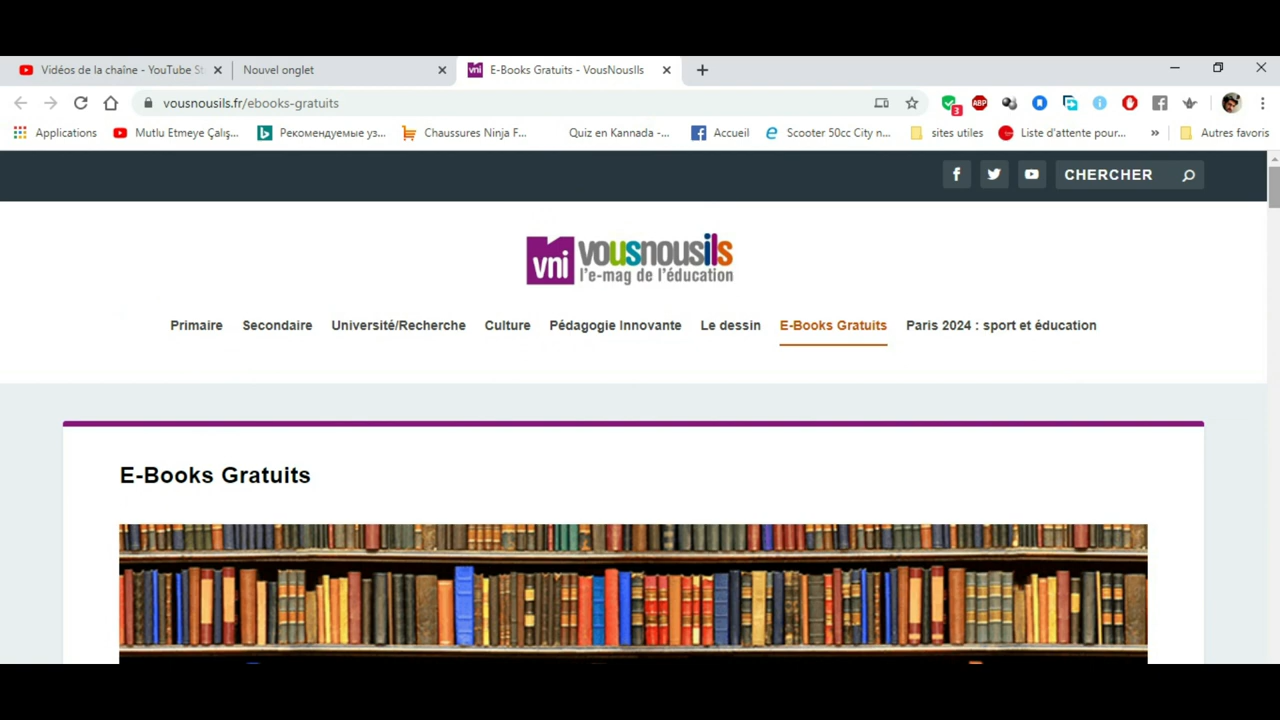 Vidéos de la chaîne - YouTube St
Nouvel onglet
E-Books Gratuits - VousNousIls
vousnousils.fr/ebooks-gratuits
3
ABP
Applications
Mutlu Etmeye Çalış...
Рекомендуемые уз...
Chaussures Ninja F...
Quiz en Kannada -...
Accueil
Scooter 50cc City n...
sites utiles
Liste d'attente pour...
»
Autres favoris
CHERCHER
vni vousnousils
l'e-mag de l'éducation
Primaire
Secondaire
Université/Recherche
Culture
Pédagogie Innovante
Le dessin
E-Books Gratuits
Paris 2024 : sport et éducation
E-Books Gratuits